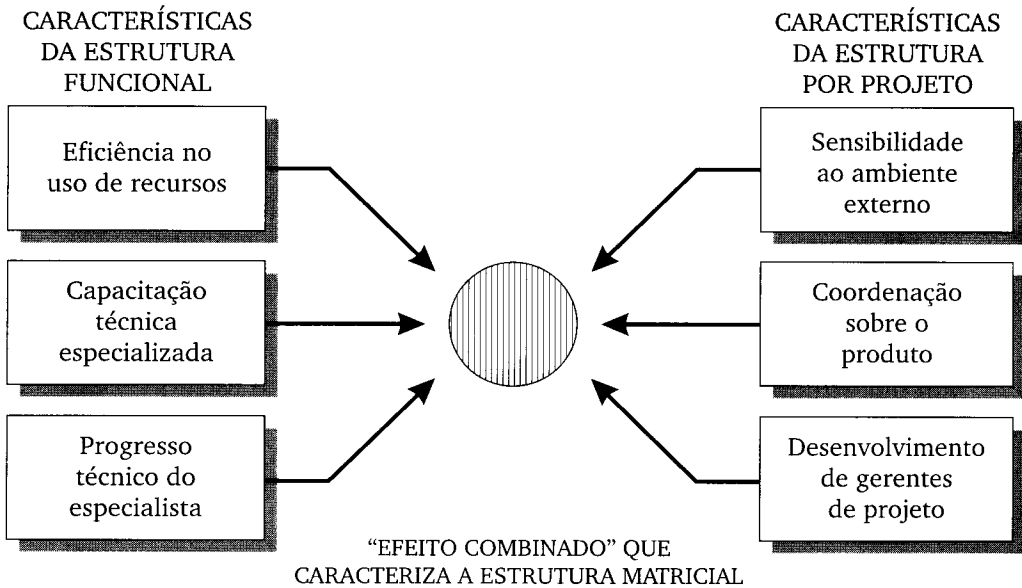 CARACTERÍSTICAS
DA ESTRUTURA
FUNCIONAL
Eficiência no
uso de recursos
Capacitação
técnica
especializada
Progresso
técnico do
especialista
CARACTERÍSTICAS
DA ESTRUTURA
POR PROJETO
Sensibilidade
ao ambiente
externo
Coordenação
sobre o
produto
Desenvolvimento
de gerentes
de projeto
“EFEITO COMBINADO” QUE
CARACTERIZA A ESTRUTURA MATRICIAL